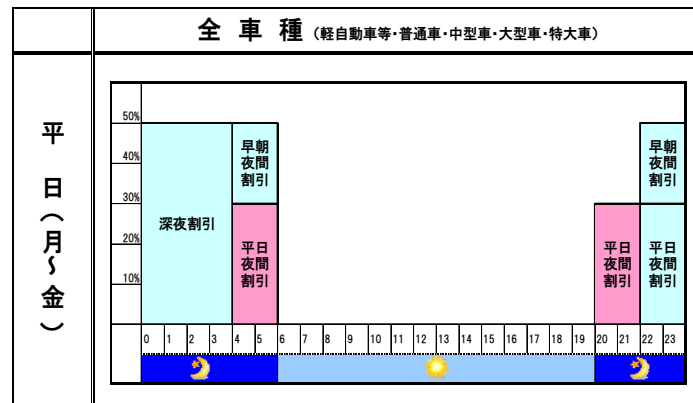 全 車 種 (軽自動車等・普通車・中型車・大型車・特大車)
平日(月~金)
50%
40%
30%
20%
10%
深夜割引
早朝
夜間
割引
平日
夜間
割引
平日
夜間
割引
早朝
夜間
割引
平日
夜間
割引
0 1 2 3 4 5 6 7 8 9 10 11 12 13 14 15 16 17 18 19 20 21 22 23